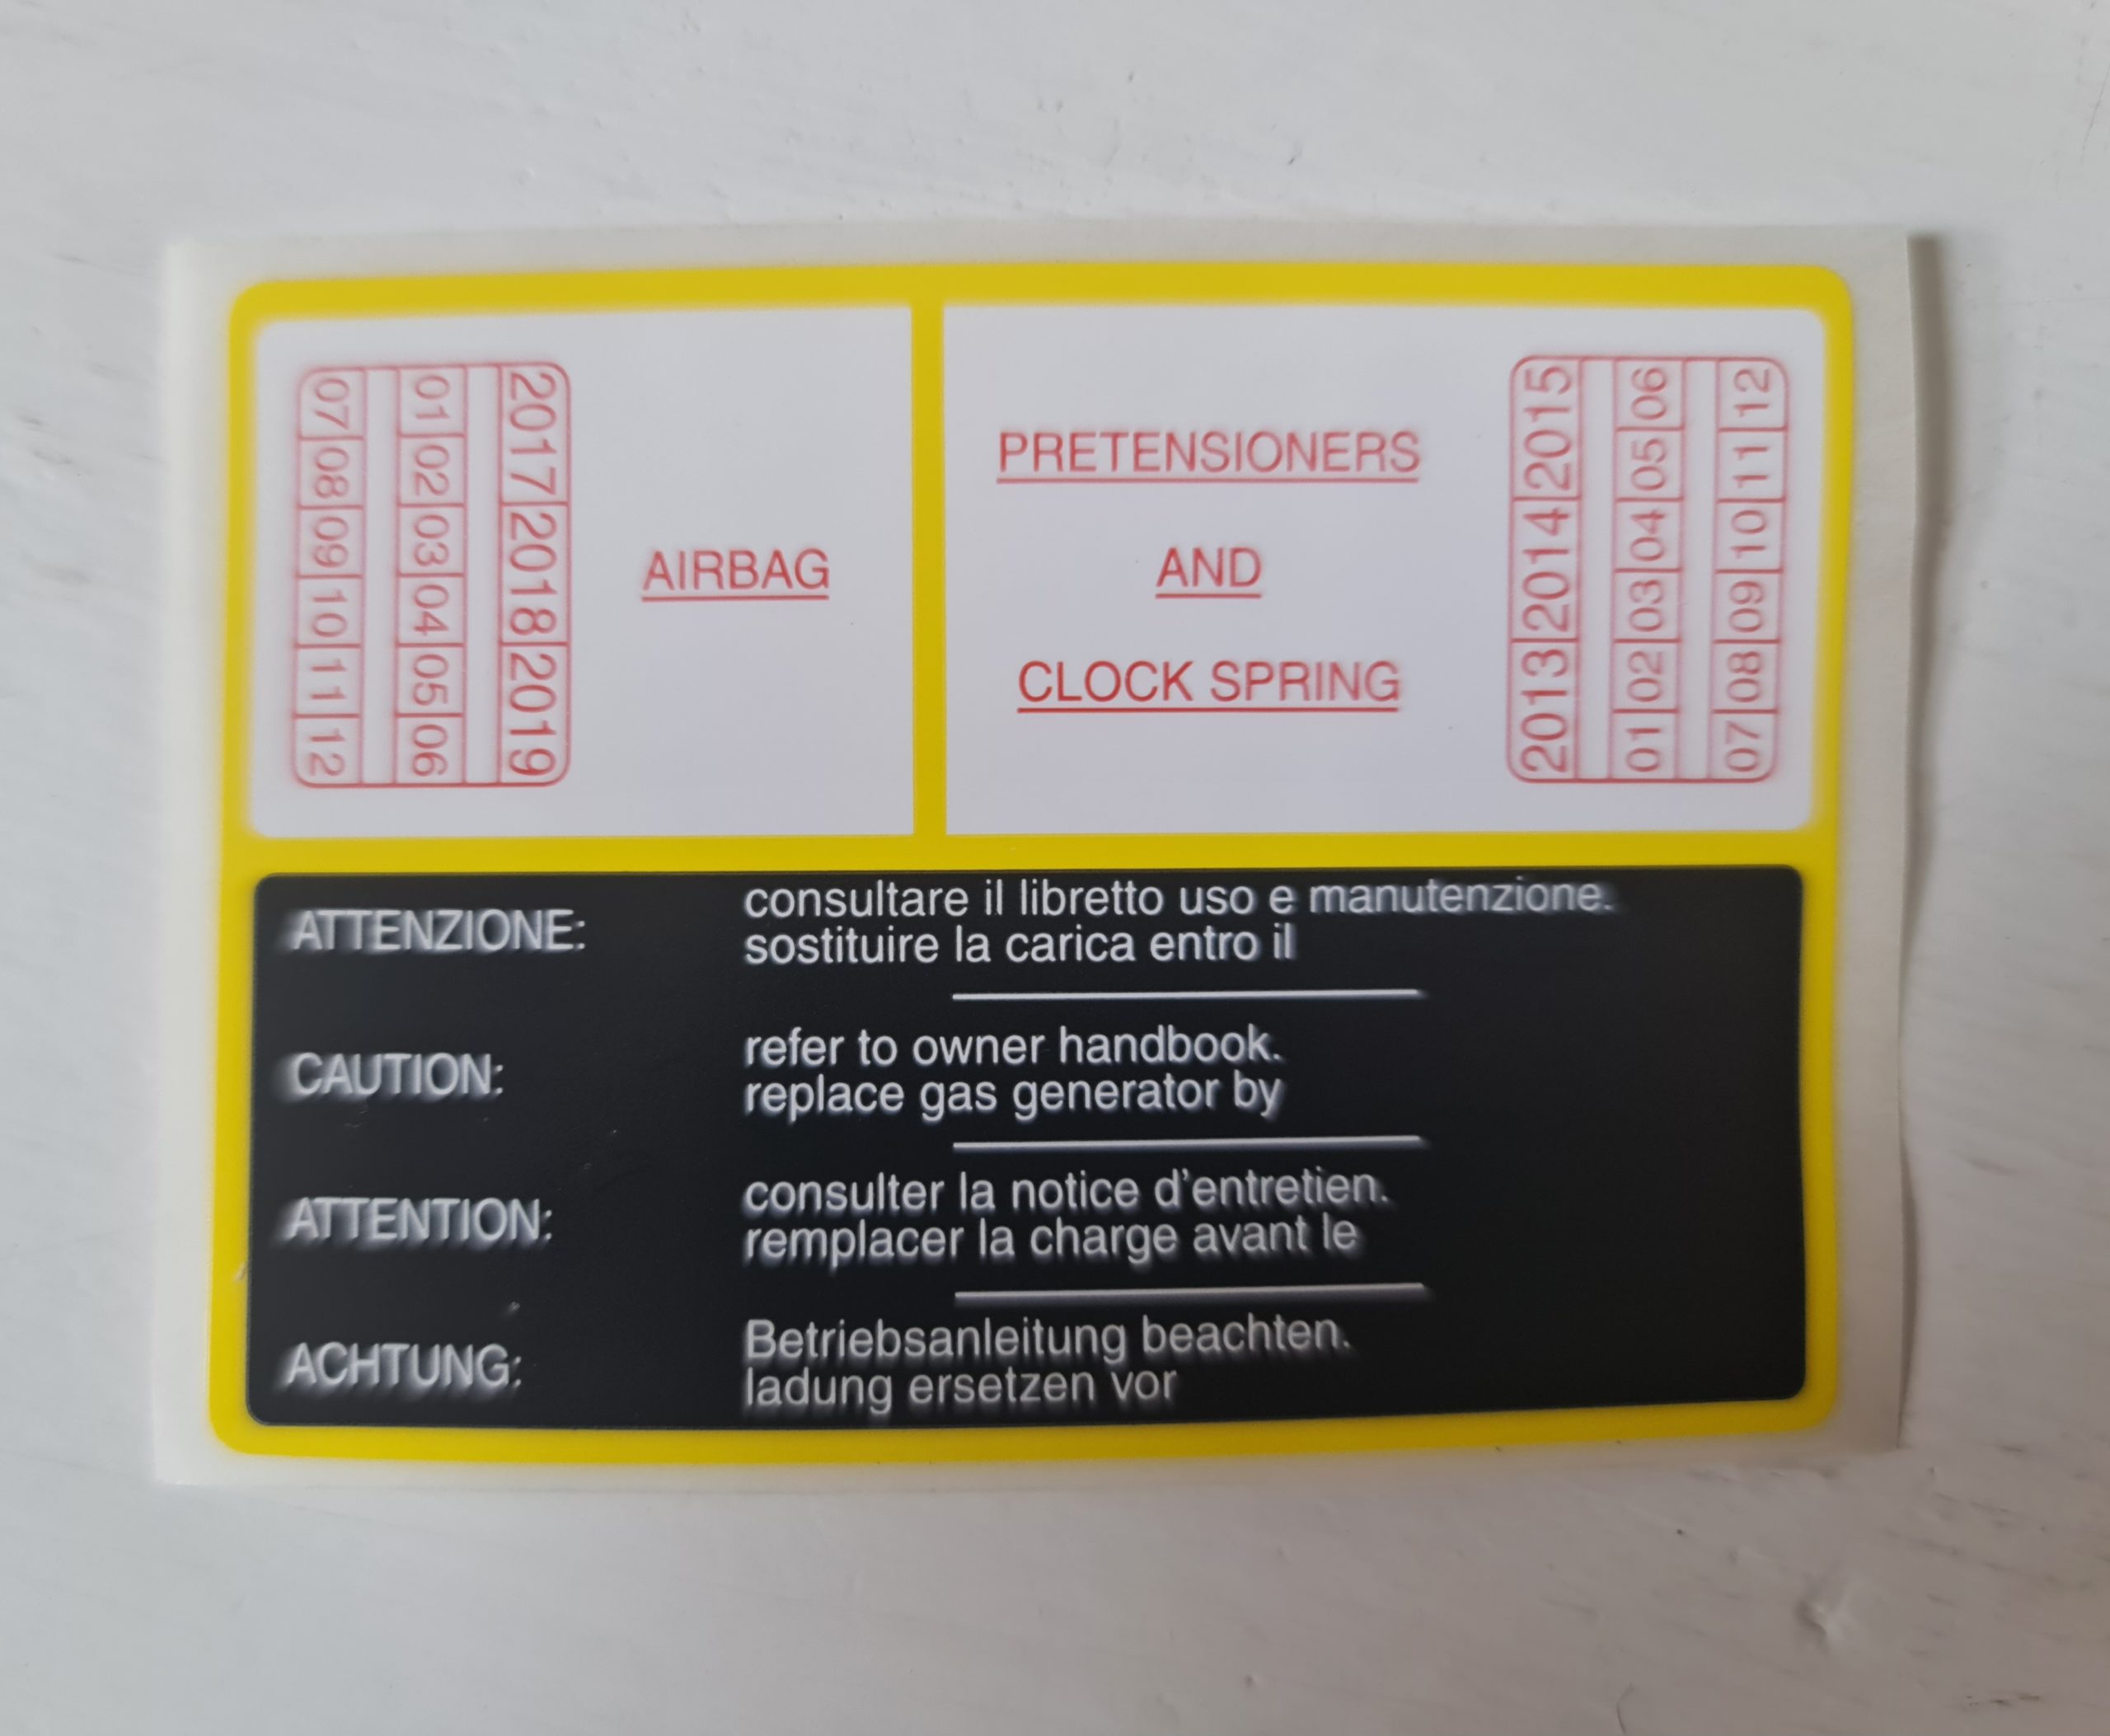 07 08 09 10 11 12
01 02 03 04 05 06
2017 2018 2019
AIRBAG
PRETENSIONERS
AND
CLOCK SPRING
2013 2014 2015
01 02 03 04 05 06
07 08 09 10 11 12
ATTENZIONE: consultare il libretto uso e manutenzione.
sostituire la carica entro il
CAUTION: refer to owner handbook.
replace gas generator by
ATTENTION: consulter la notice d'entretien.
remplacer la charge avant le
ACHTUNG: Betriebsanleitung beachten.
ladung ersetzen vor